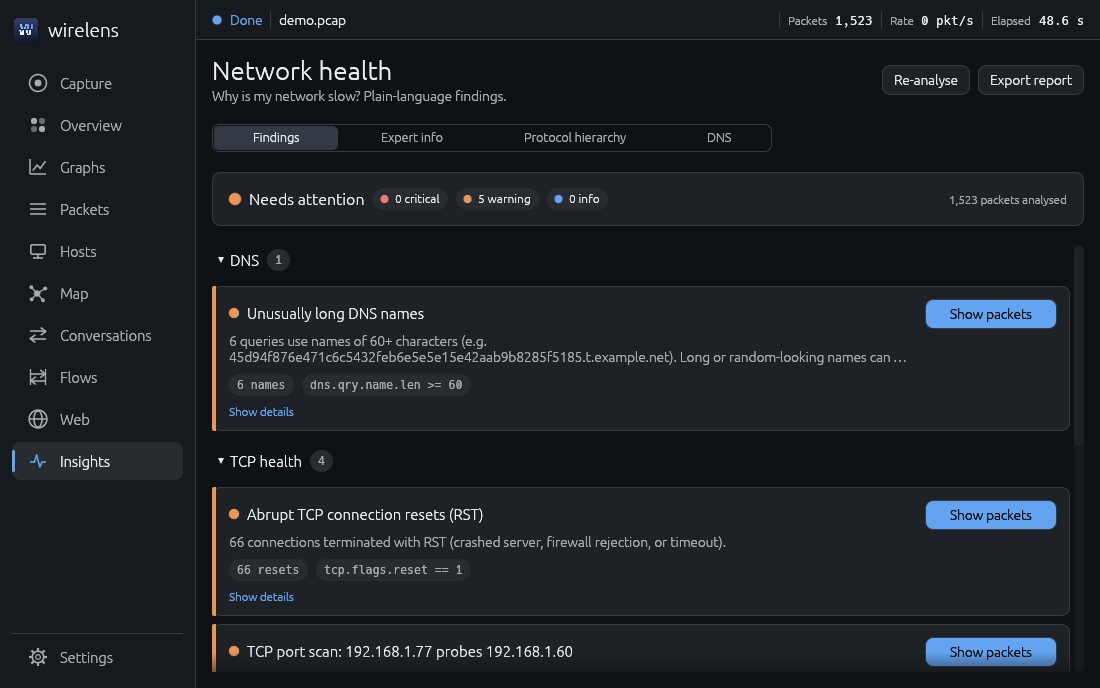 wirelens
Done demo.pcap Packets 1,523 Rate 0 pkt/s Elapsed 48.6 s
Capture
Overview
Graphs
Packets
Hosts
Map
Conversations
Flows
Web
Insights
Settings
Network health
Why is my network slow? Plain-language findings.
Re-analyse Export report
Findings Expert info Protocol hierarchy DNS
Needs attention 0 critical 5 warning 0 info 1,523 packets analysed
▾ DNS 1
Unusually long DNS names Show packets
6 queries use names of 60+ characters (e.g.
45d94f876e471c6c5432feb6e5e5e15e42aab9b8285f5185.t.example.net). Long or random-looking names can …
6 names dns.qry.name.len >= 60
Show details
▾ TCP health 4
Abrupt TCP connection resets (RST) Show packets
66 connections terminated with RST (crashed server, firewall rejection, or timeout).
66 resets tcp.flags.reset == 1
Show details
TCP port scan: 192.168.1.77 probes 192.168.1.60 Show packets